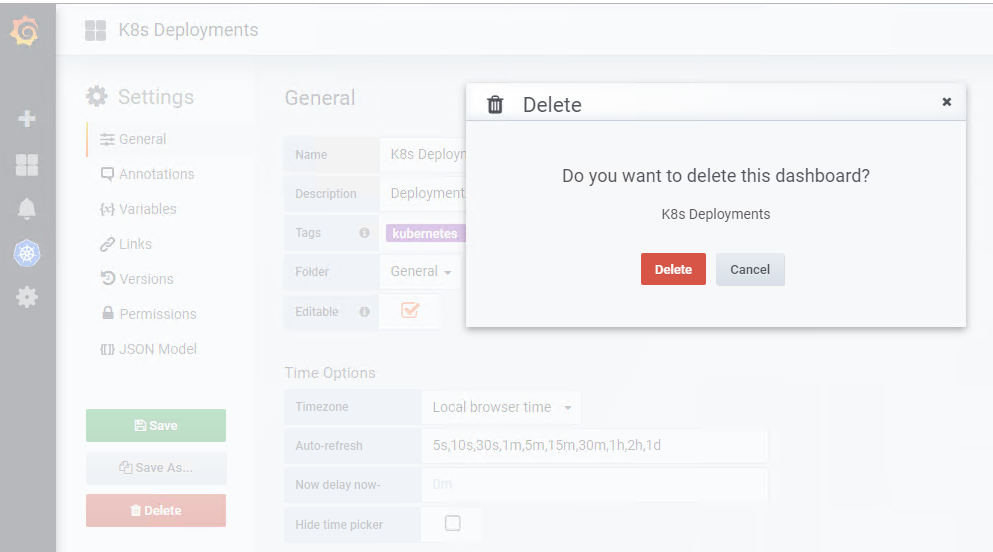 K8s Deployments
Settings
General
Annotations
Variables
Links
Versions
Permissions
JSON Model
Save
Save As...
Delete
General
Name K8s Deploym
Description Deployment
Tags kubernetes
Folder General
Editable
Time Options
Timezone Local browser time
Auto-refresh 5s,10s,30s,1m,5m,15m,30m,1h,2h,1d
Now delay now- 0m
Hide time picker
Delete
Do you want to delete this dashboard?
K8s Deployments
Delete Cancel